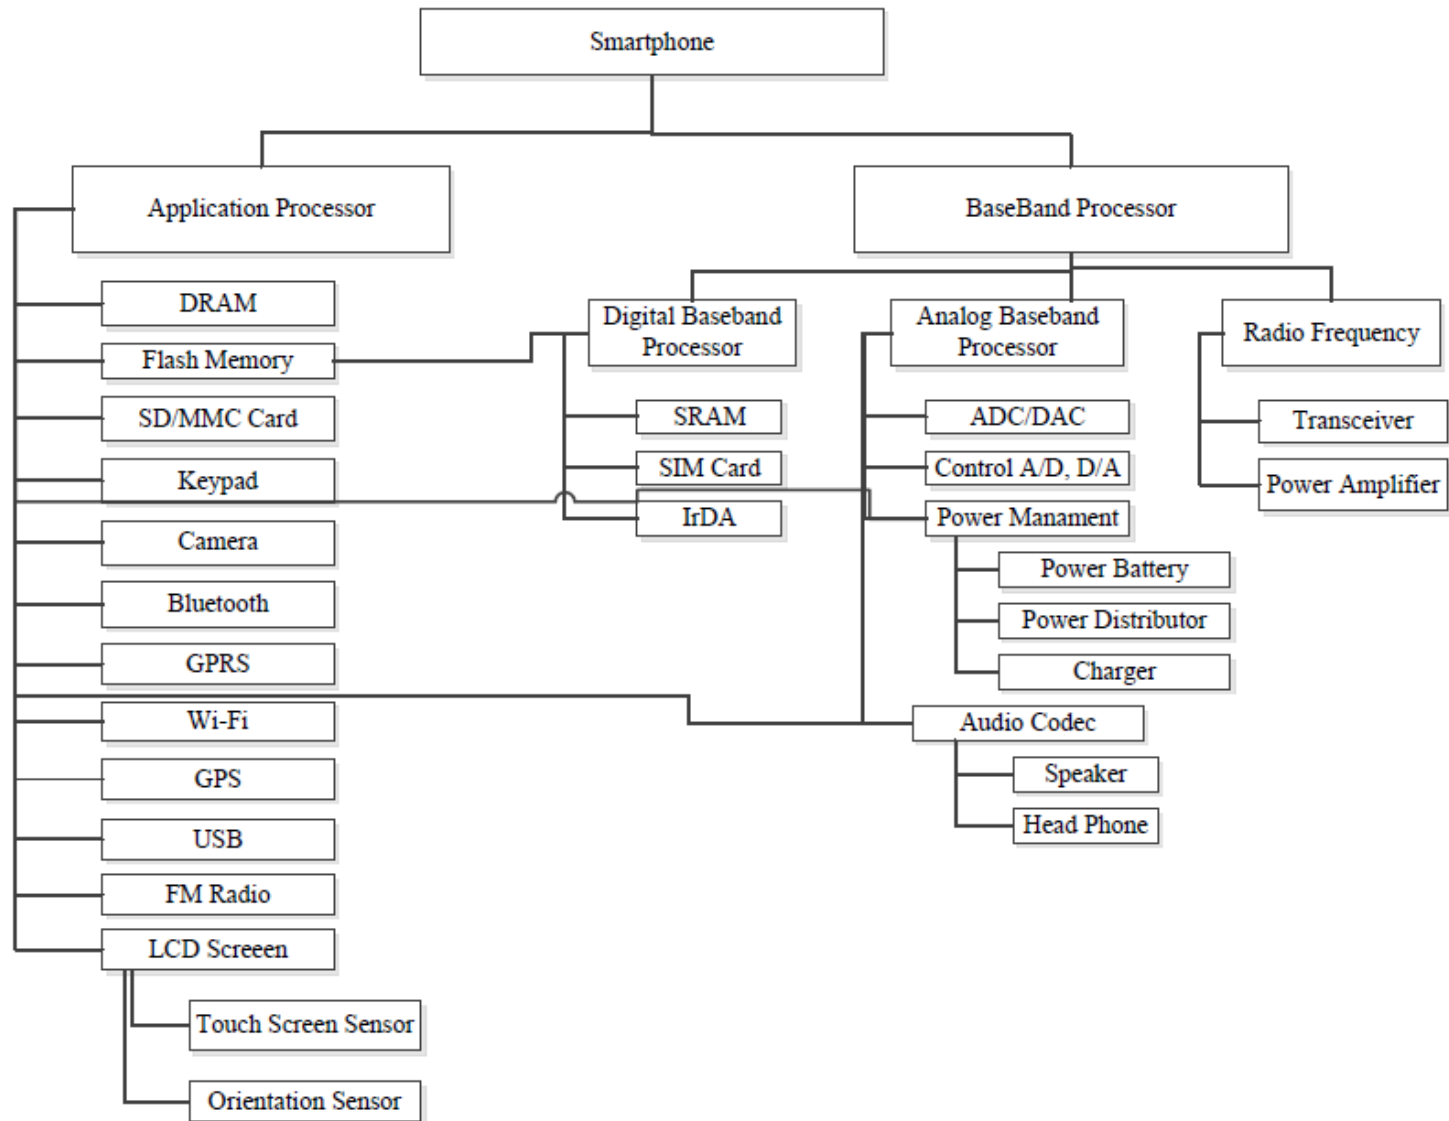 Smartphone
Application Processor
BaseBand Processor
DRAM
Flash Memory
SD/MMC Card
Keypad
Camera
Bluetooth
GPRS
Wi-Fi
GPS
USB
FM Radio
LCD Screeen
Touch Screen Sensor
Orientation Sensor
Digital Baseband
Processor
SRAM
SIM Card
IrDA
Analog Baseband
Processor
ADC/DAC
Control A/D, D/A
Power Manament
Power Battery
Power Distributor
Charger
Audio Codec
Speaker
Head Phone
Radio Frequency
Transceiver
Power Amplifier